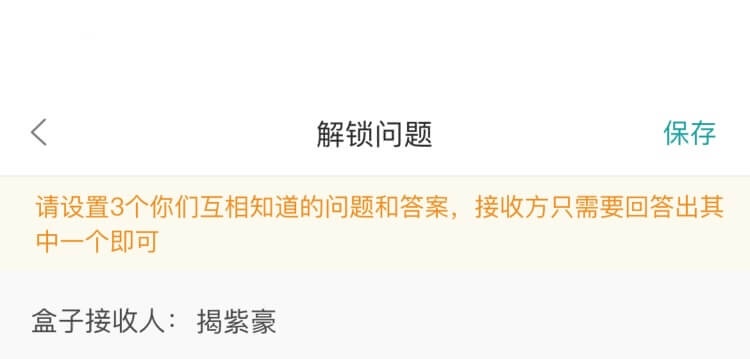 解锁问题
保存
请设置3个你们互相知道的问题和答案，接收方只需要回答出其
中一个即可
盒子接收人： 揭紫豪